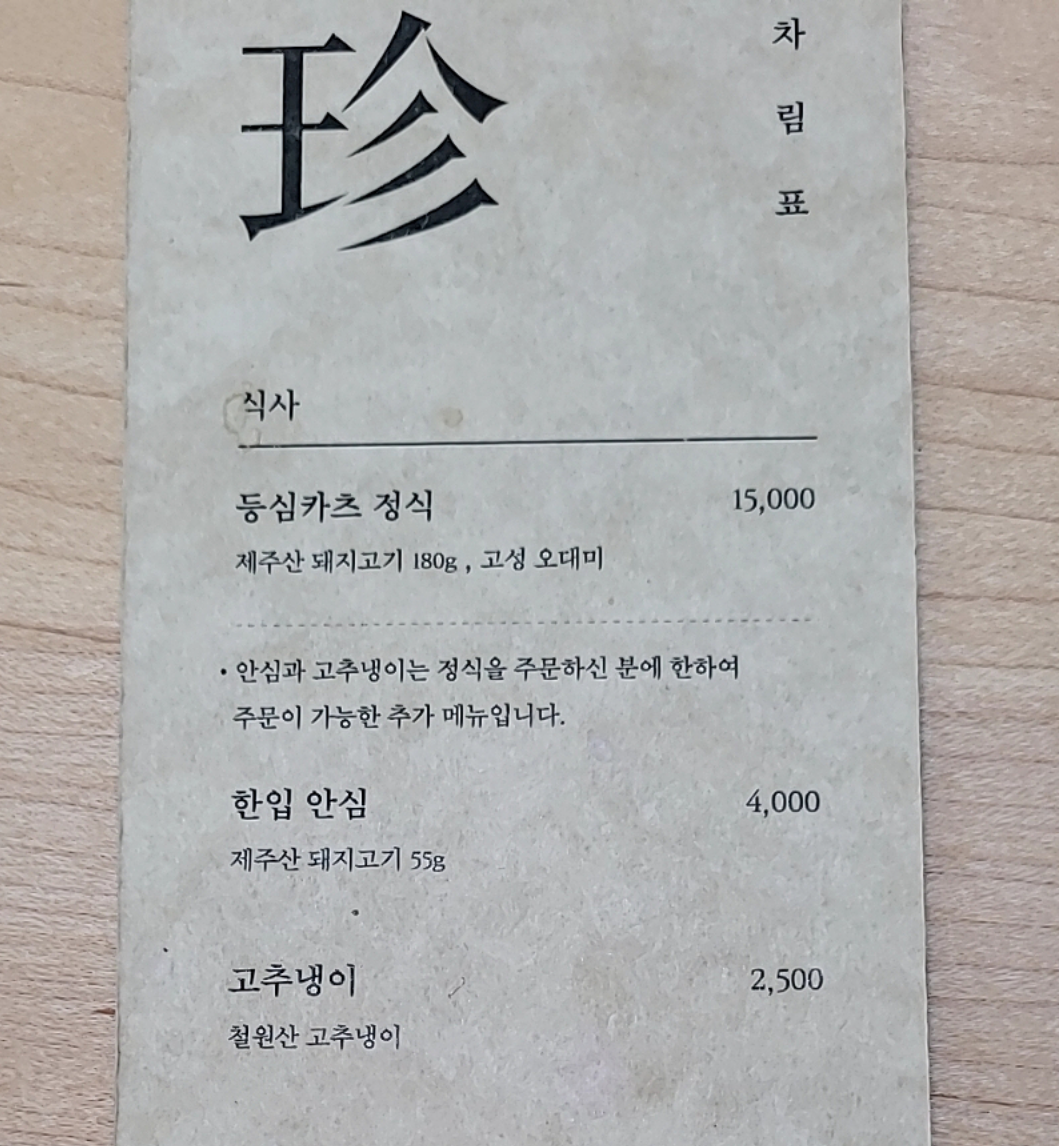 珍
차림표
식사
등심카츠 정식 15,000
제주산 돼지고기 180g , 고성 오대미
• 안심과 고추냉이는 정식을 주문하신 분에 한하여
주문이 가능한 추가 메뉴입니다.
한입 안심 4,000
제주산 돼지고기 55g
고추냉이 2,500
철원산 고추냉이